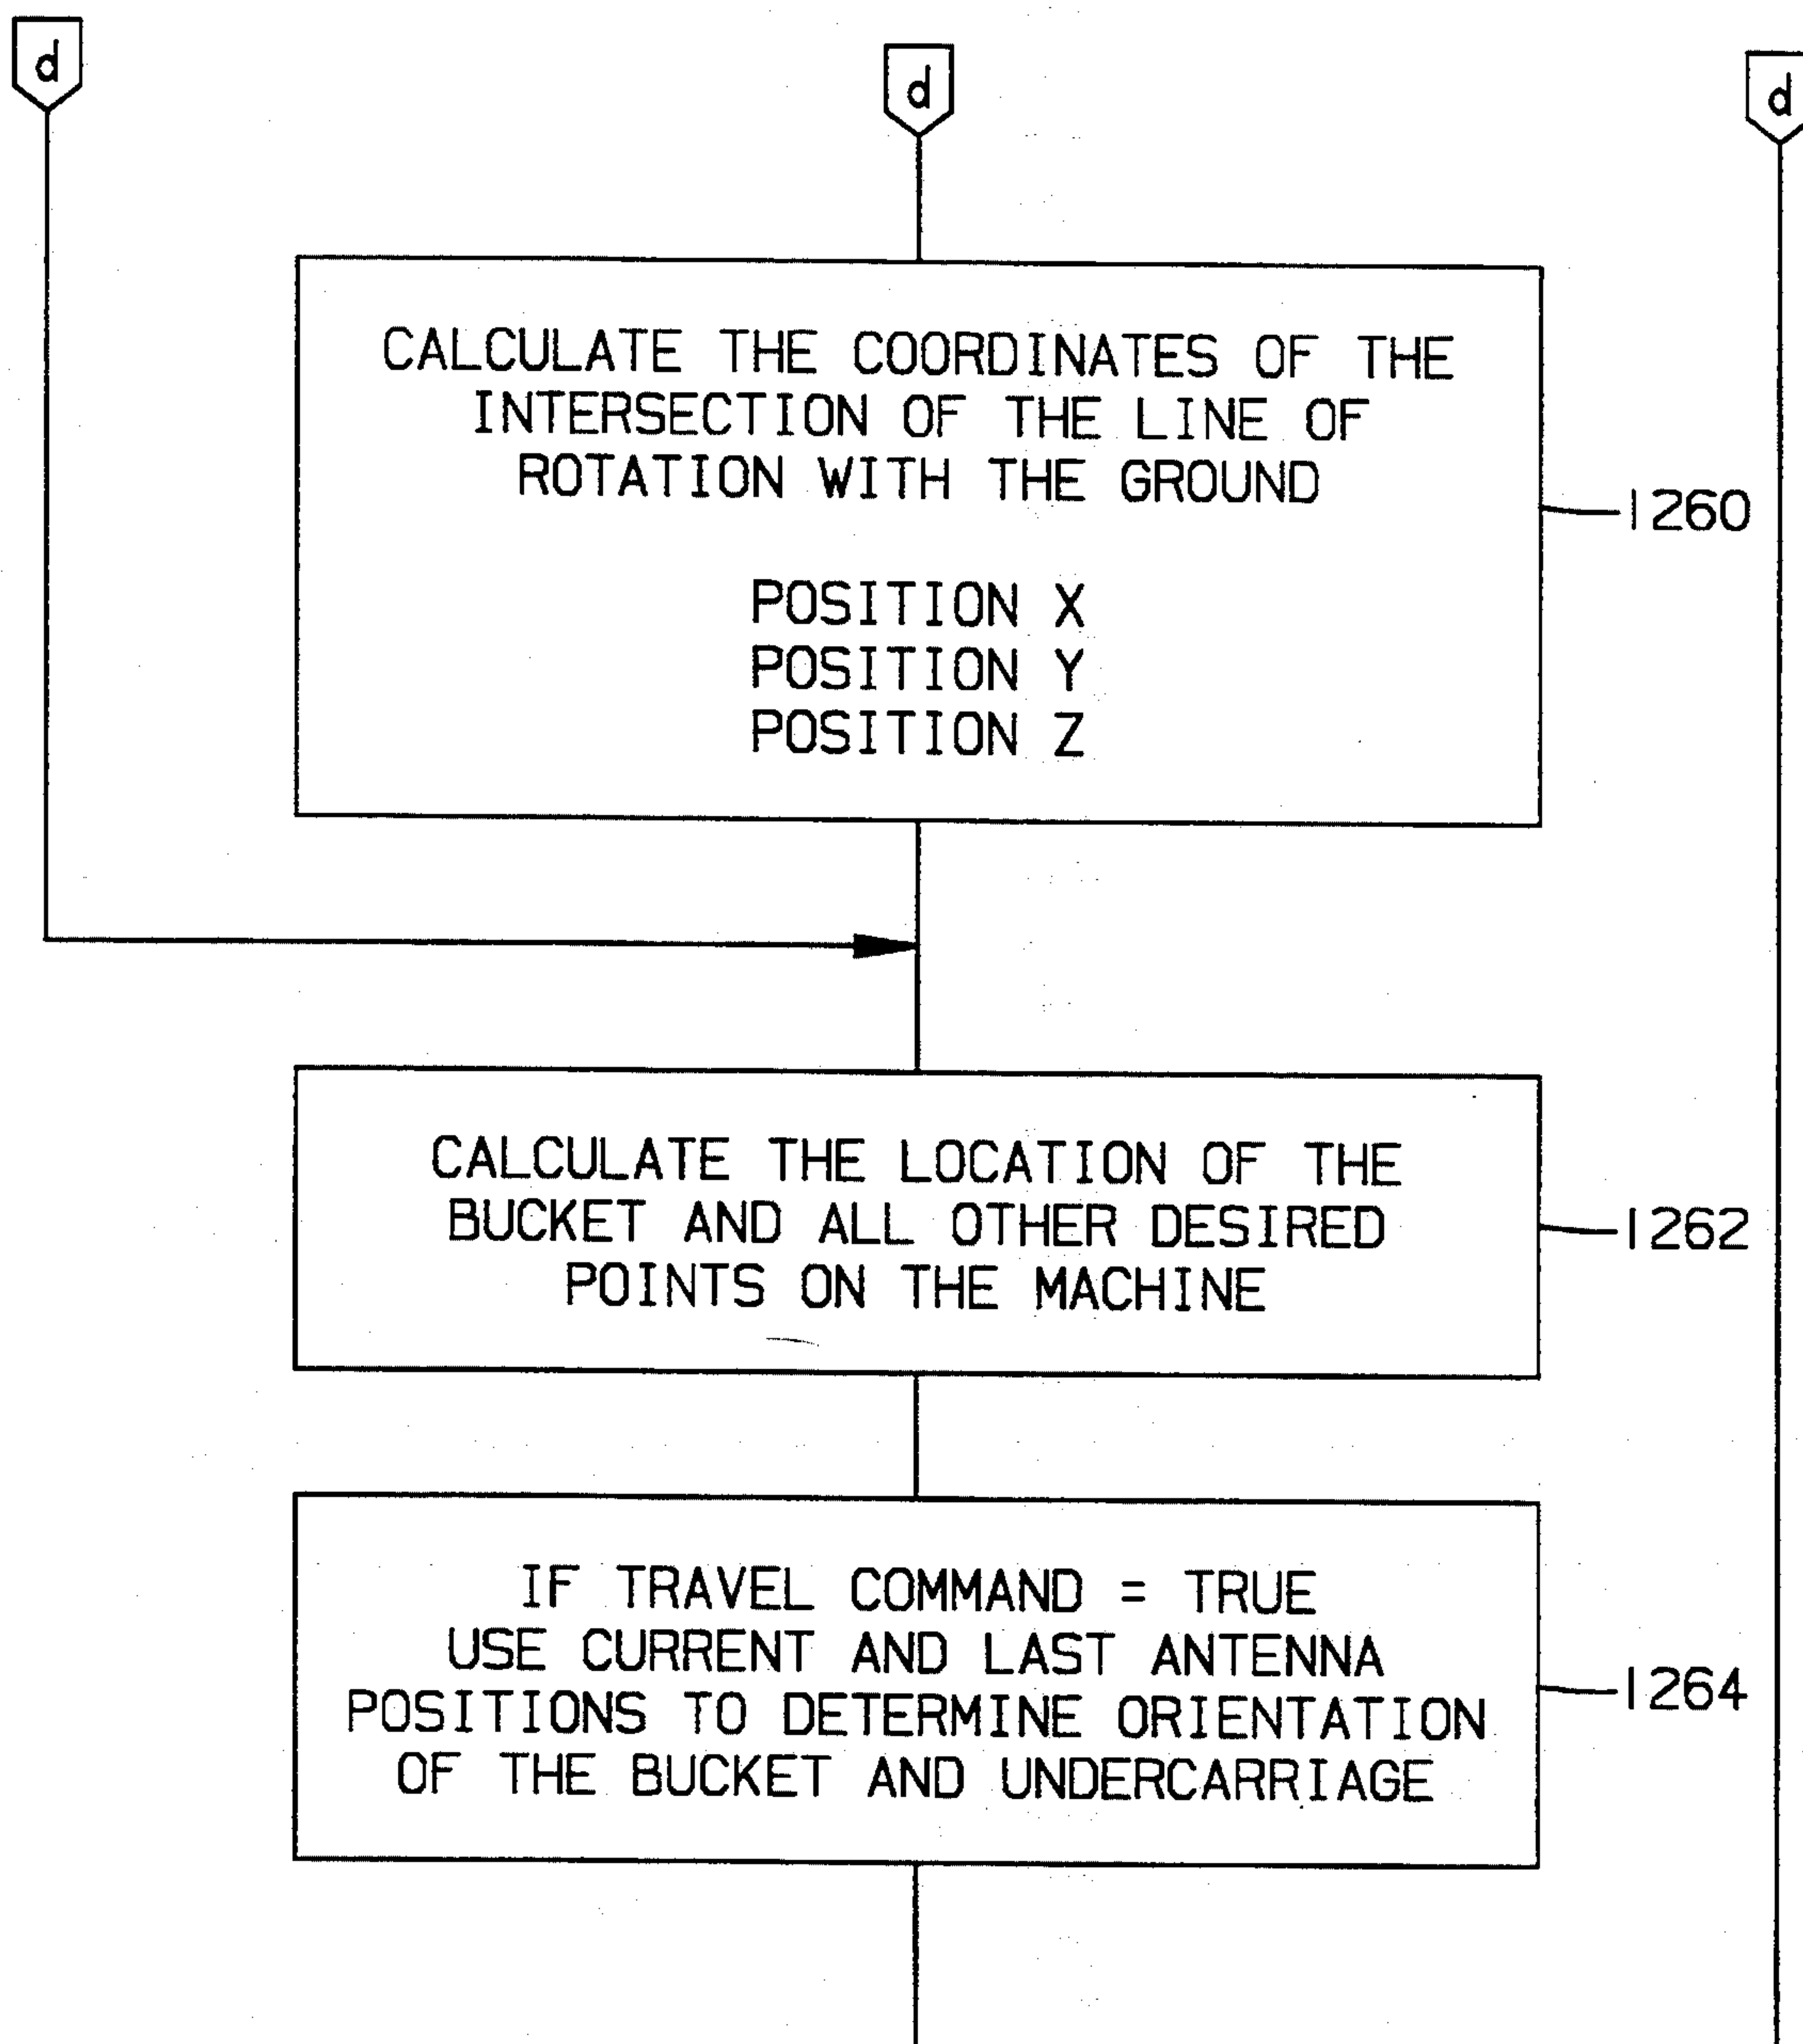 d
d
d
CALCULATE THE COORDINATES OF THE
INTERSECTION OF THE LINE OF
ROTATION WITH THE GROUND
1260
POSITION X
POSITION Y
POSITION Z
CALCULATE THE LOCATION OF THE
BUCKET AND ALL OTHER DESIRED
POINTS ON THE MACHINE
1262
IF TRAVEL COMMAND = TRUE
USE CURRENT AND LAST ANTENNA
POSITIONS TO DETERMINE ORIENTATION
OF THE BUCKET AND UNDERCARRIAGE
1264